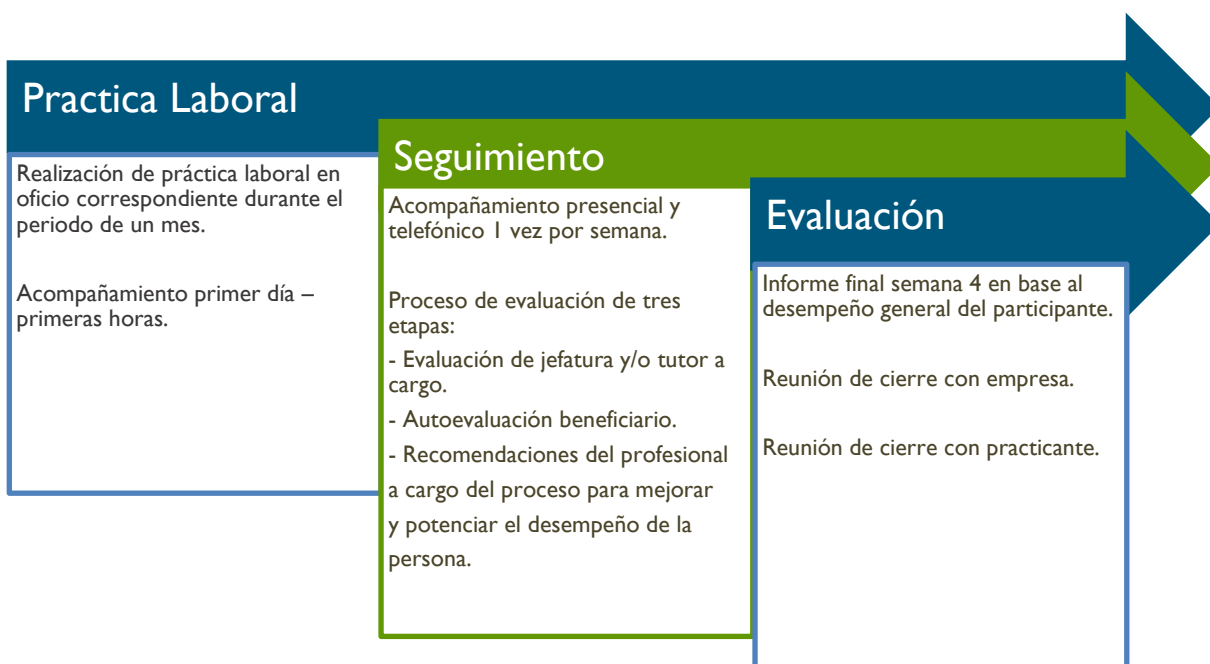 Practica Laboral
Realización de práctica laboral en
oficio correspondiente durante el
periodo de un mes.
Acompañamiento primer día –
primeras horas.
Seguimiento
Acompañamiento presencial y
telefónico 1 vez por semana.
Proceso de evaluación de tres
etapas:
- Evaluación de jefatura y/o tutor a
cargo.
- Autoevaluación beneficiario.
- Recomendaciones del profesional
a cargo del proceso para mejorar
y potenciar el desempeño de la
persona.
Evaluación
Informe final semana 4 en base al
desempeño general del participante.
Reunión de cierre con empresa.
Reunión de cierre con practicante.